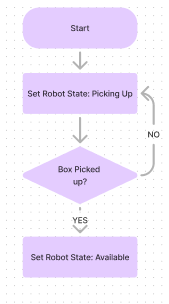 Start
Set Robot State: Picking Up
NO
Box Picked
up?
YES
Set Robot State: Available